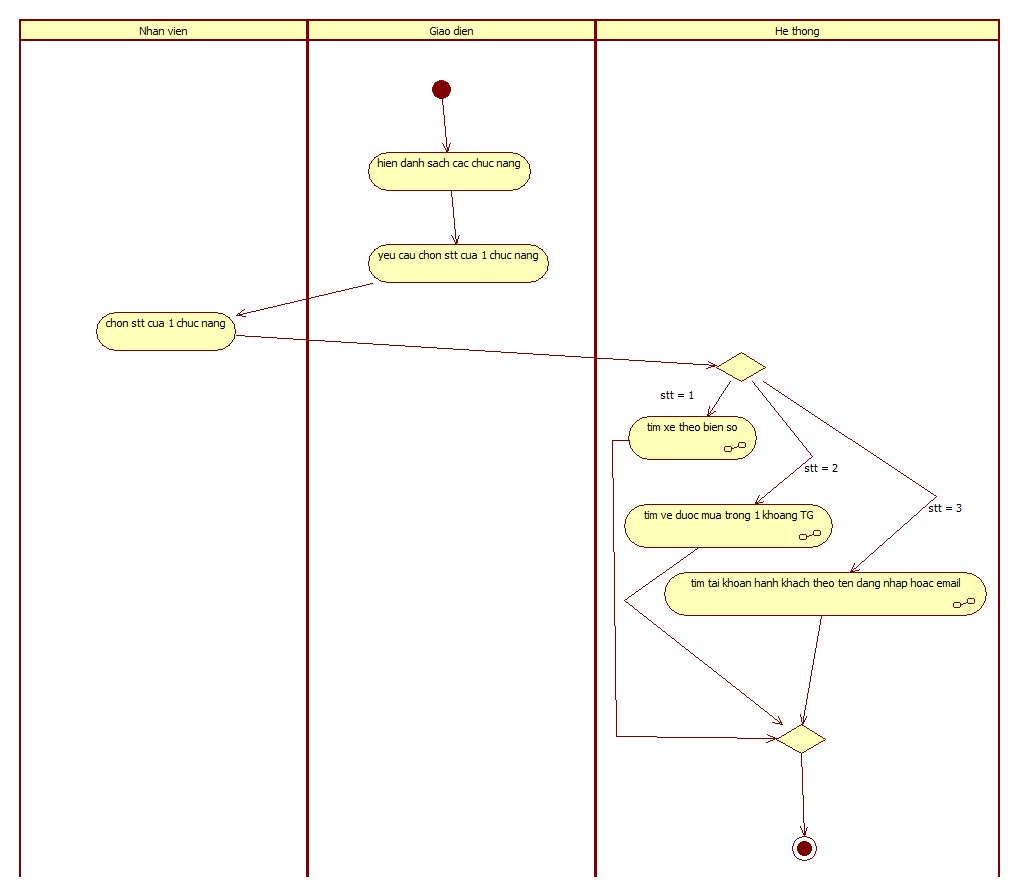 Nhan vien
Giao dien
He thong
hien danh sach cac chuc nang
yeu cau chon stt cua 1 chuc nang
chon stt cua 1 chuc nang
stt = 1
tim xe theo bien so
stt = 2
stt = 3
tim ve duoc mua trong 1 khoang TG
tim tai khoan hanh khach theo ten dang nhap hoac email